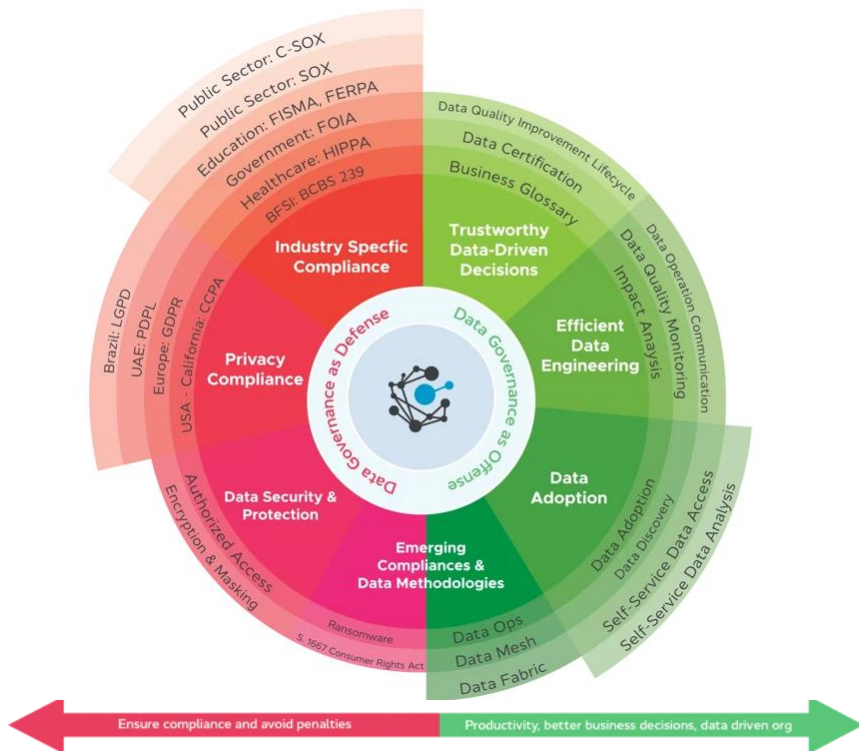 Public Sector: C-SOX
Public Sector: SOX
Education: FISMA, FERPA
Government: FOIA
Healthcare: HIPPA
BFSI: BCBS 239
Industry Specfic
Compliance
Data Quality Improvement Lifecycle
Data Certification
Business Glossary
Trustworthy
Data-Driven
Decisions
Data Operation Communication
Data Quality Monitoring
Impact Anaysis
Efficient
Data
Engineering
Brazil: LGPD
UAE: PDPL
Europe: GDPR
USA - California: CCPA
Privacy
Compliance
Data Governance as Defense
Data Governance as Offense
Data Security &
Protection
Authorized Access
Encryption & Masking
Data
Adoption
Data Adoption
Data Discovery
Self-Service Data Access
Self-Service Data Analysis
Emerging
Compliances &
Data Methodologies
Ransomware
S. 1667 Consumer Rights Act
Data Ops
Data Mesh
Data Fabric
Ensure compliance and avoid penalties
Productivity, better business decisions, data driven org